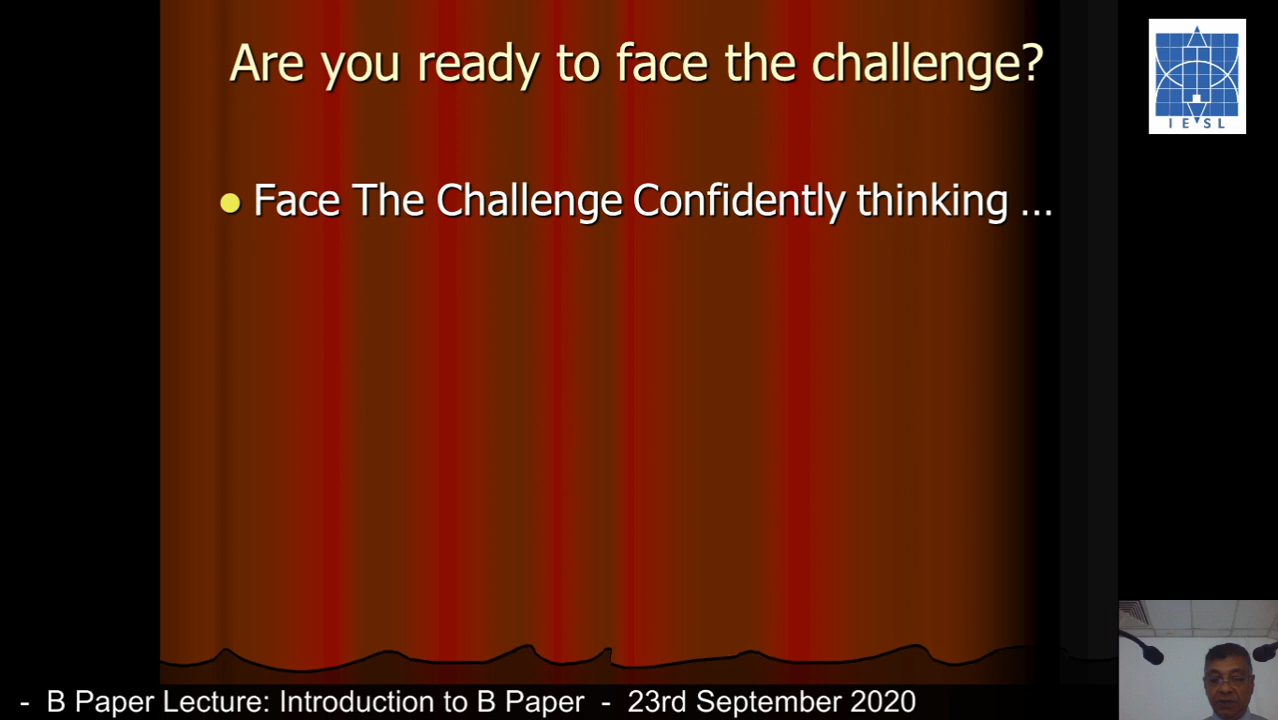 Are you ready to face the challenge?
Face The Challenge Confidently thinking ...
I E S L
- B Paper Lecture: Introduction to B Paper - 23rd September 2020